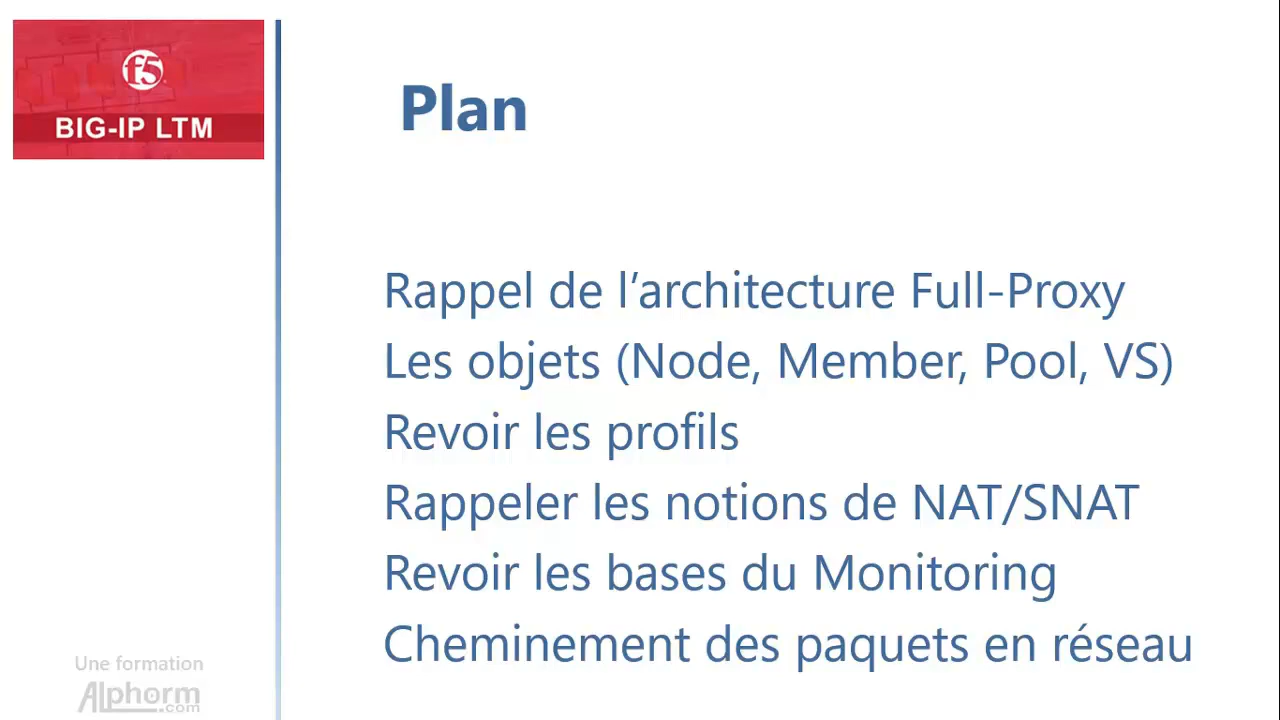 f5
BIG-IP LTM
Plan
Rappel de l’architecture Full-Proxy
Les objets (Node, Member, Pool, VS)
Revoir les profils
Rappeler les notions de NAT/SNAT
Revoir les bases du Monitoring
Cheminement des paquets en réseau
Une formation
Alphorm
.com